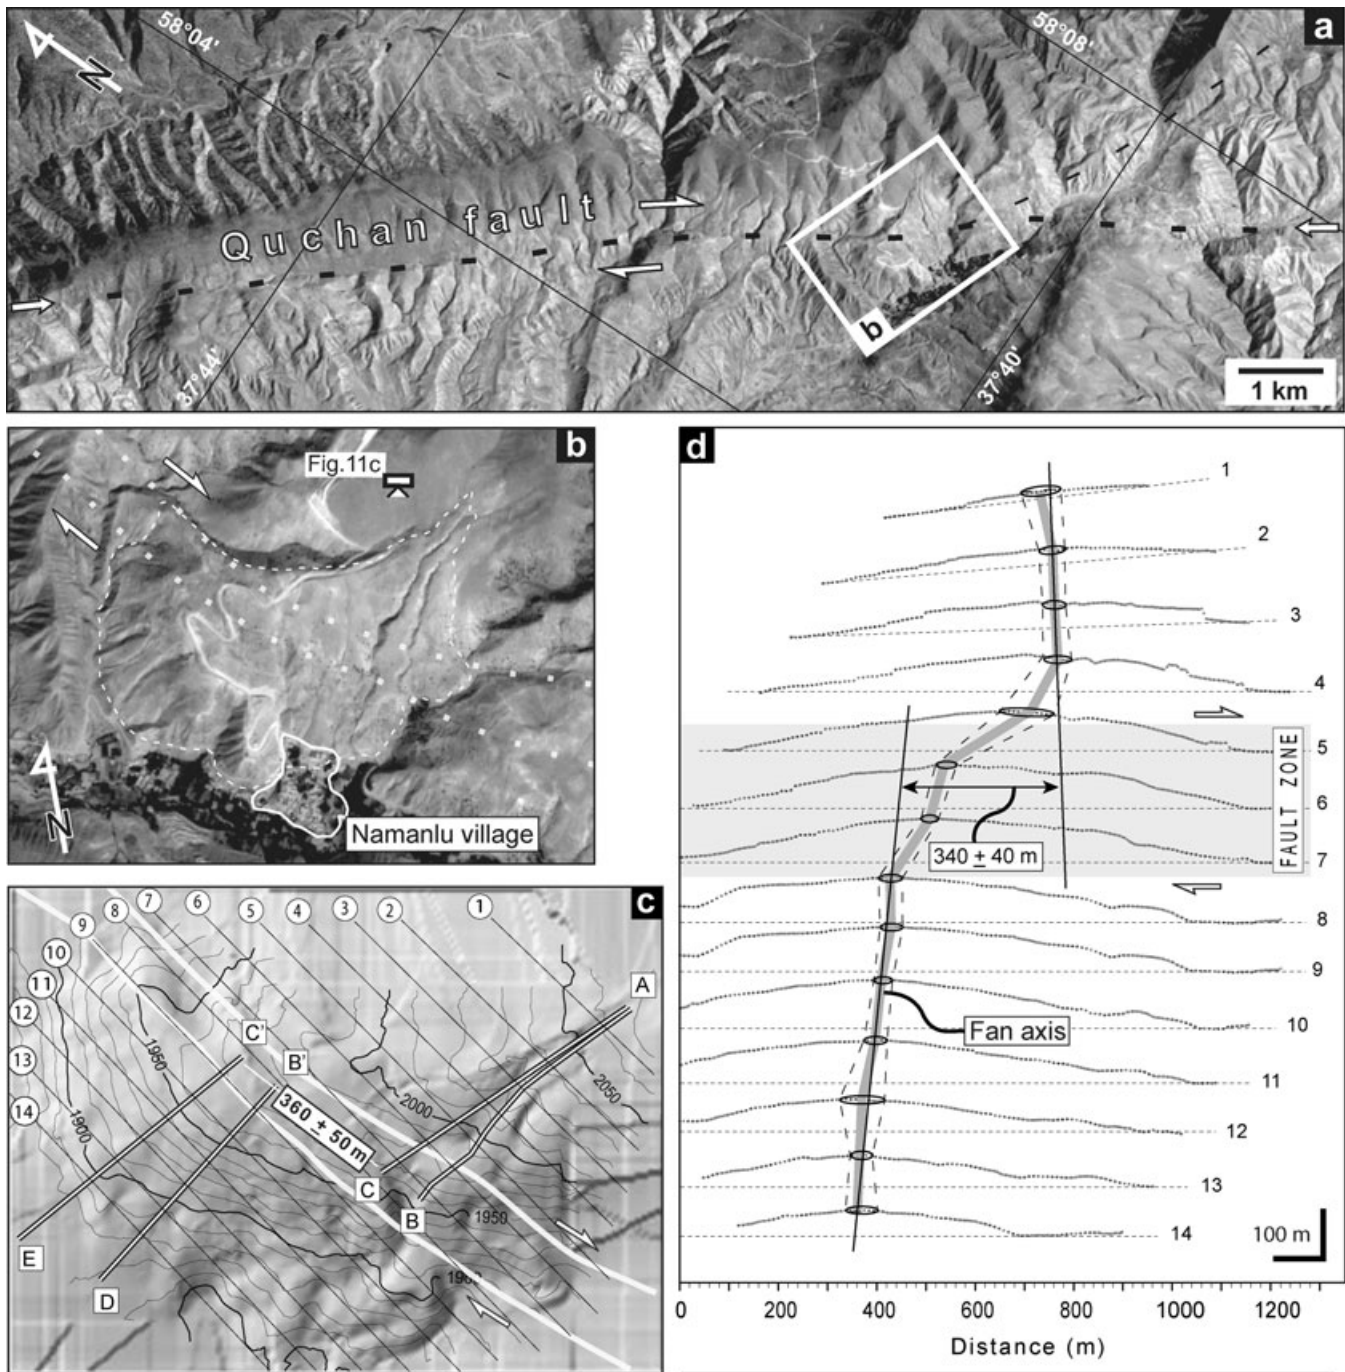 a
N
58°04'
58°08'
Quchan fault
37°44'
37°40'
b
1 km
b
Fig.11c
N
Namanlu village
c
9
8
7
6
5
4
3
2
1
10
11
12
13
14
A
C'
B'
1950
1900
2000
2050
360 ± 50 m
C
B
1950
E
D
d
1
2
3
4
5
6
7
FAULT ZONE
340 ± 40 m
8
9
Fan axis
10
11
12
13
14
100 m
0 200 400 600 800 1000 1200
Distance (m)